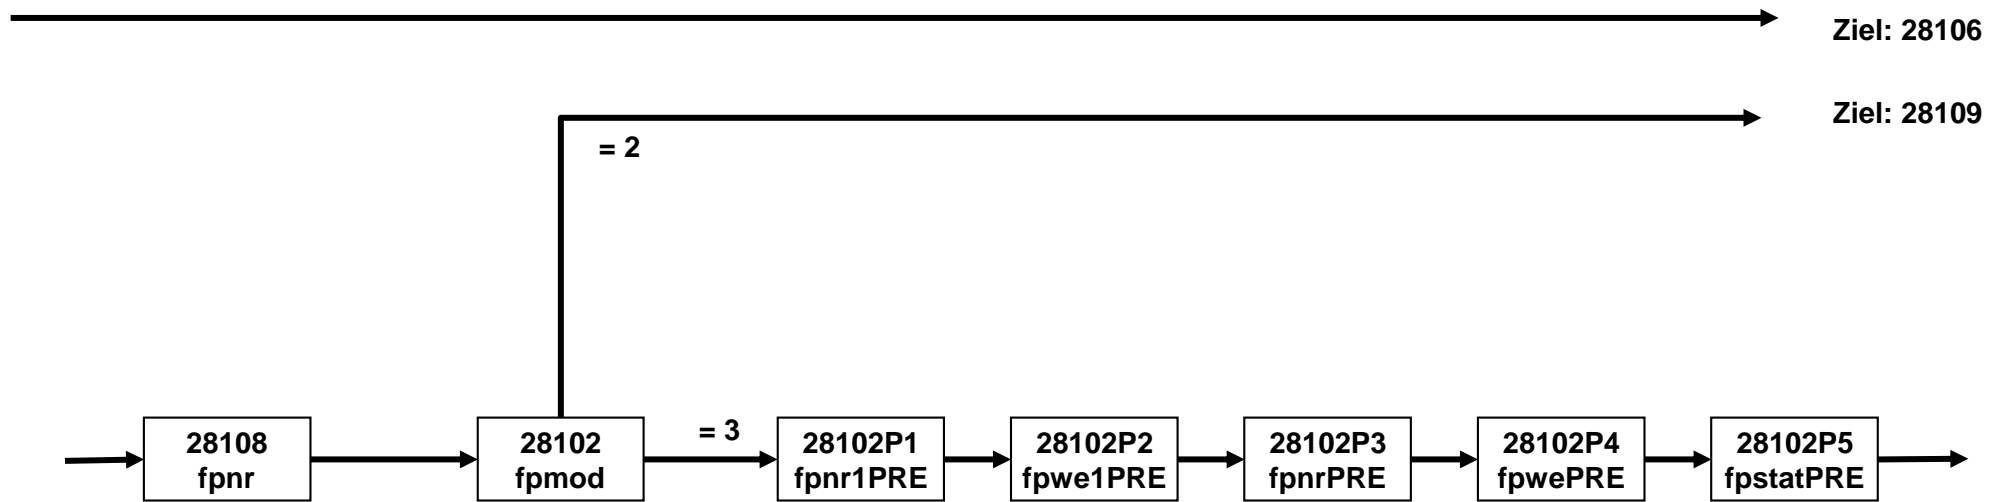 Ziel: 28106
Ziel: 28109
= 2
28108
fpnr
28102
fpmod
= 3
28102P1
fpnr1PRE
28102P2
fpwe1PRE
28102P3
fpnrPRE
28102P4
fpwePRE
28102P5
fpstatPRE